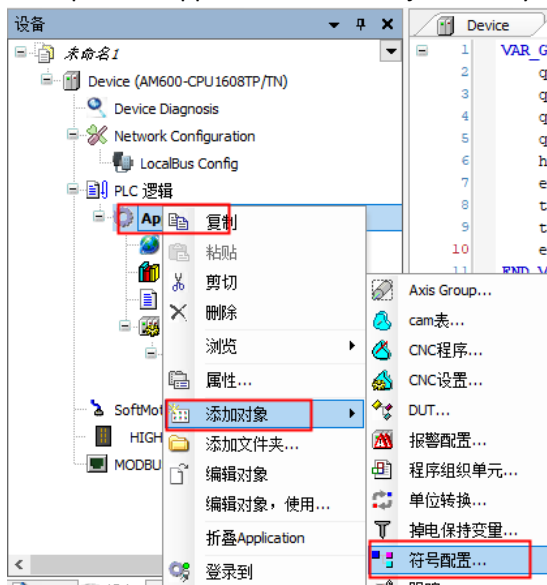 设备
Device
未命名1
Device (AM600-CPU1608TP/TN)
Device Diagnosis
Network Configuration
LocalBus Config
PLC 逻辑
Ap
SoftMot
HIGH
MODBU
1 VAR_G
2 q
3 q
4 q
5 q
6 h
7 e
8 t
9 t
10 e
11 END_V
复制
粘贴
剪切
删除
浏览
属性...
添加对象
添加文件夹...
编辑对象
编辑对象，使用...
折叠Application
登录到
Axis Group...
cam表...
CNC程序...
CNC设置...
DUT...
报警配置...
程序组织单元...
单位转换...
掉电保持变量...
符号配置...